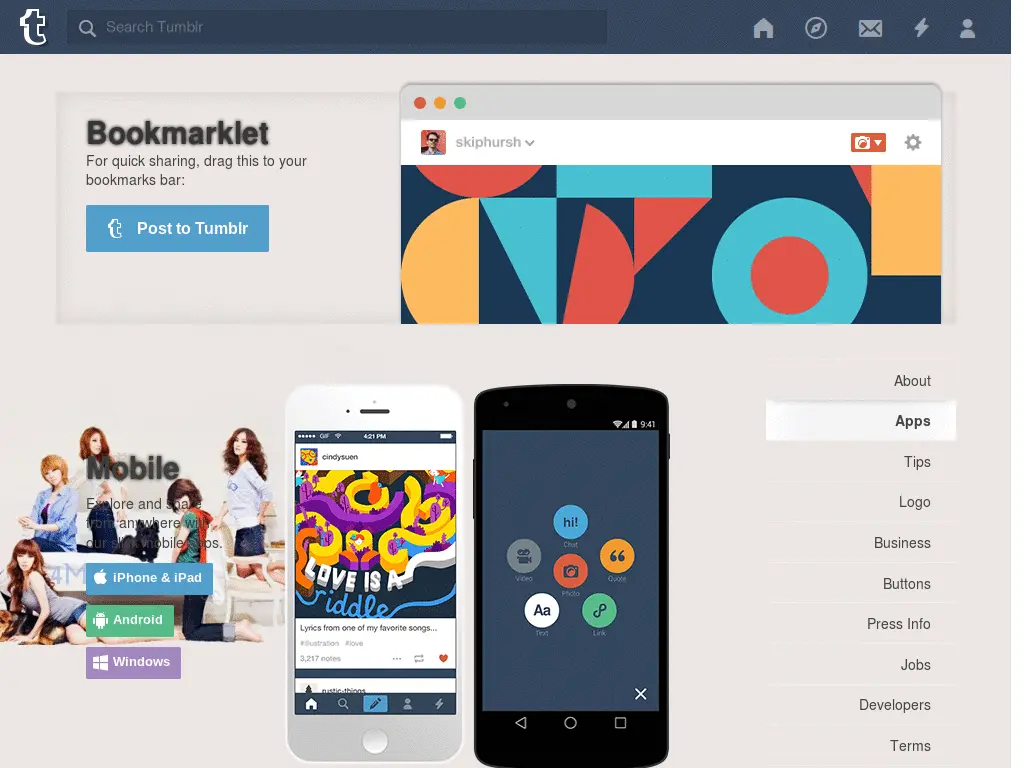 Search Tumblr
Bookmarklet
For quick sharing, drag this to your
bookmarks bar:
Post to Tumblr
skiphursh
Mobile
Explore and share
from anywhere with
our slick mobile apps.
iPhone & iPad
Android
Windows
GIF
4:21 PM
cindysuen
LOVE IS A
riddle
Lyrics from one of my favorite songs...
#illustration #love
3,217 notes
rustic-things
9:41
hi!
Chat
Video
Quote
Photo
Aa
Text
Link
About
Apps
Tips
Logo
Business
Buttons
Press Info
Jobs
Developers
Terms